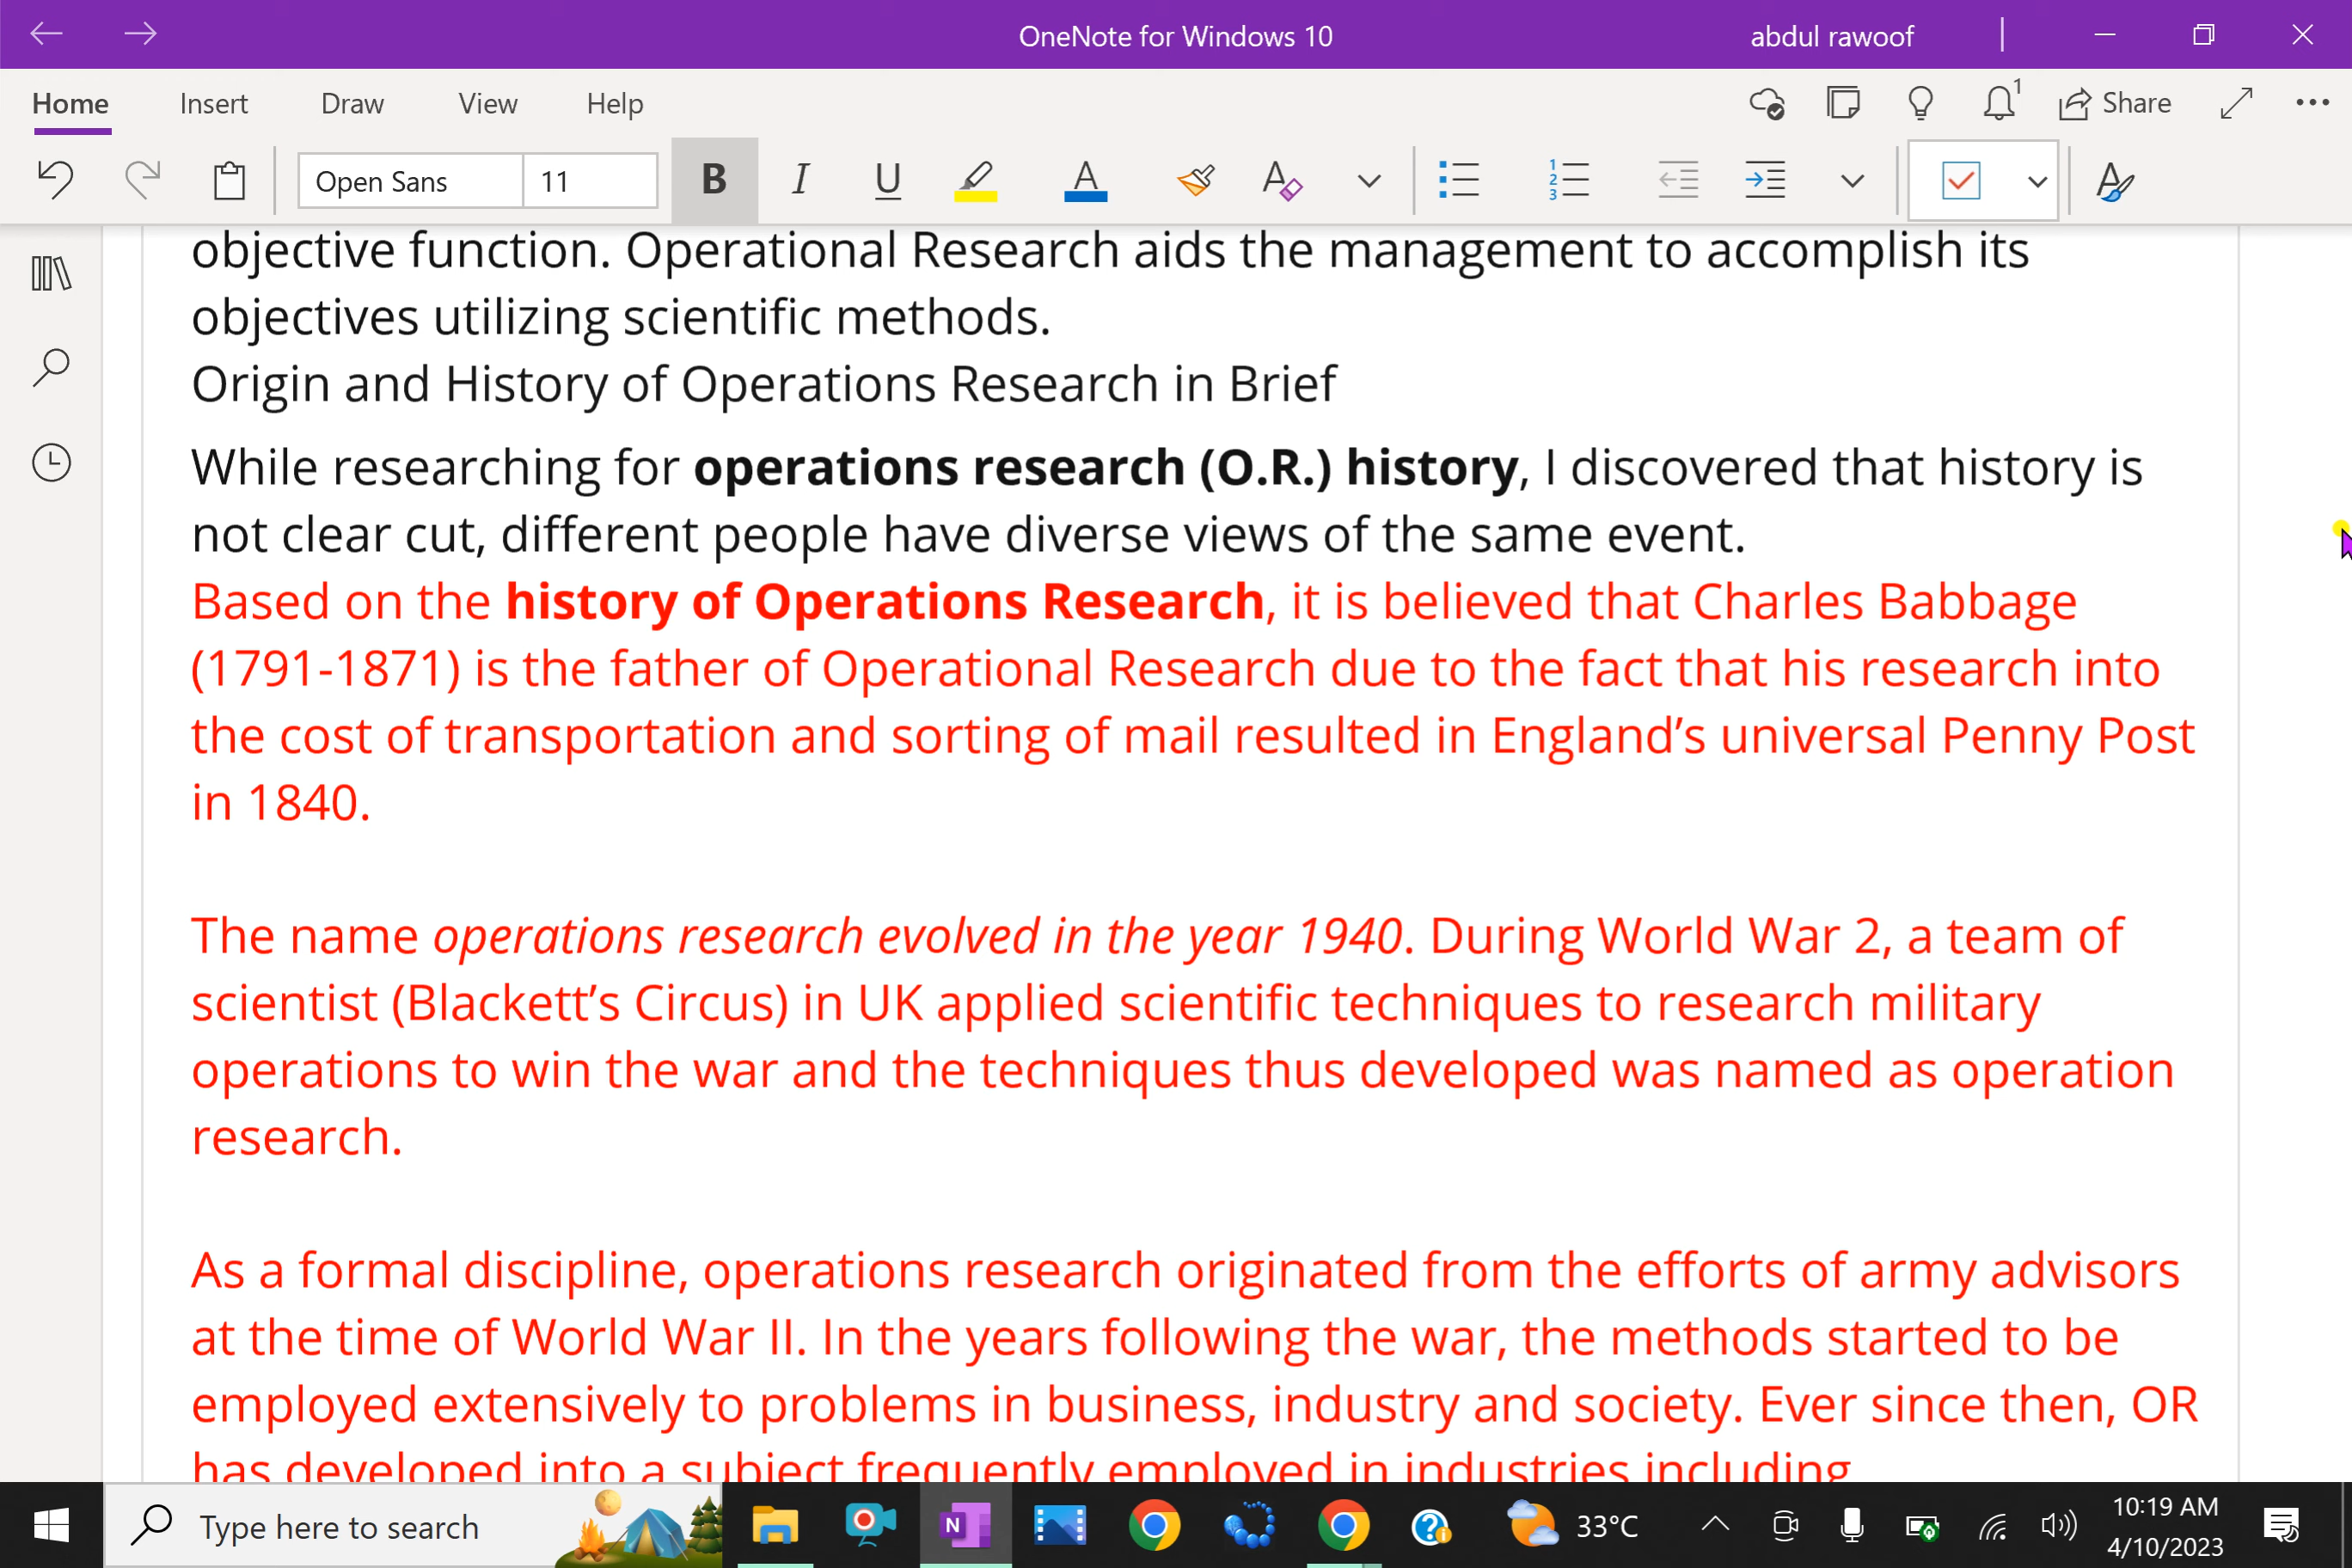 OneNote for Windows 10
abdul rawoof
Home Insert Draw View Help
1
Share
Open Sans 11
B I U A A
1
2
3
A
objective function. Operational Research aids the management to accomplish its
objectives utilizing scientific methods.
Origin and History of Operations Research in Brief
While researching for operations research (O.R.) history, I discovered that history is
not clear cut, different people have diverse views of the same event.
Based on the history of Operations Research, it is believed that Charles Babbage
(1791-1871) is the father of Operational Research due to the fact that his research into
the cost of transportation and sorting of mail resulted in England’s universal Penny Post
in 1840.
The name operations research evolved in the year 1940. During World War 2, a team of
scientist (Blackett’s Circus) in UK applied scientific techniques to research military
operations to win the war and the techniques thus developed was named as operation
research.
As a formal discipline, operations research originated from the efforts of army advisors
at the time of World War II. In the years following the war, the methods started to be
employed extensively to problems in business, industry and society. Ever since then, OR
has developed into a subject frequently employed in industries including
Type here to search
N
33°C
10:19 AM
4/10/2023